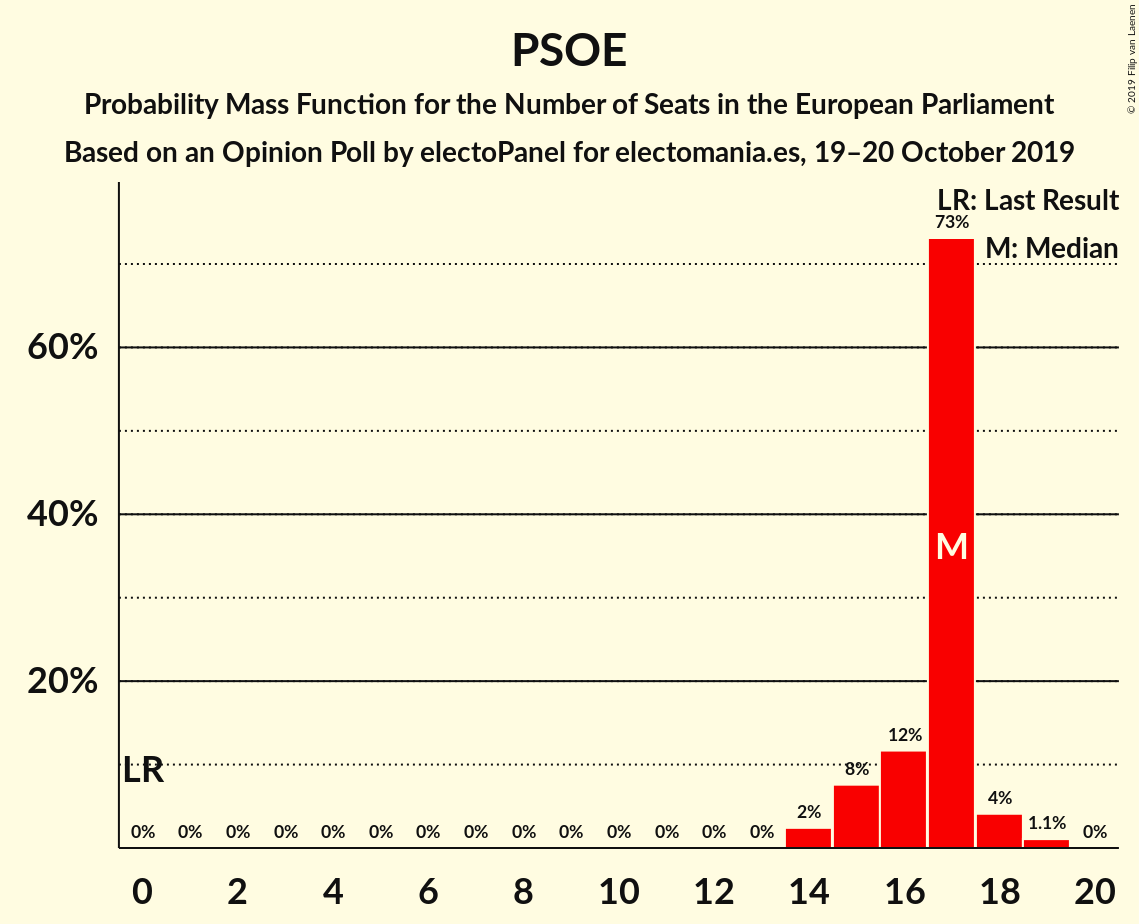 PSOE
Probability Mass Function for the Number of Seats in the European Parliament
Based on an Opinion Poll by electoPanel for electomania.es, 19–20 October 2019
© 2019 Filip van Laenen
LR: Last Result
73%
M: Median
60%
40%
M
20%
12%
LR
8%
2%
4%
1.1%
0% 0% 0% 0% 0% 0% 0% 0% 0% 0% 0% 0% 0% 0% 0%
0 2 4 6 8 10 12 14 16 18 20